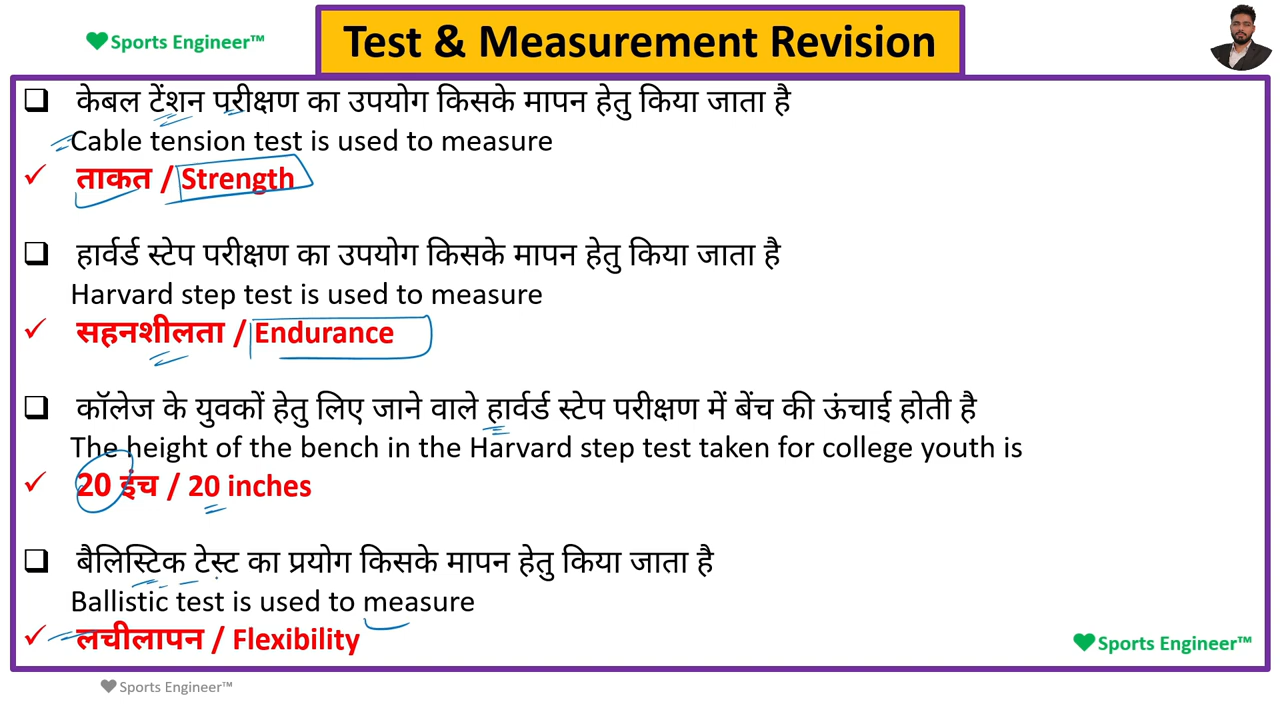 Sports Engineer™
Test & Measurement Revision
केबल टेंशन परीक्षण का उपयोग किसके मापन हेतु किया जाता है
Cable tension test is used to measure
ताकत / Strength
हार्वर्ड स्टेप परीक्षण का उपयोग किसके मापन हेतु किया जाता है
Harvard step test is used to measure
सहनशीलता / Endurance
कॉलेज के युवकों हेतु लिए जाने वाले हार्वर्ड स्टेप परीक्षण में बेंच की ऊंचाई होती है
The height of the bench in the Harvard step test taken for college youth is
20 इंच / 20 inches
बैलिस्टिक टेस्ट का प्रयोग किसके मापन हेतु किया जाता है
Ballistic test is used to measure
लचीलापन / Flexibility
Sports Engineer™
Sports Engineer™